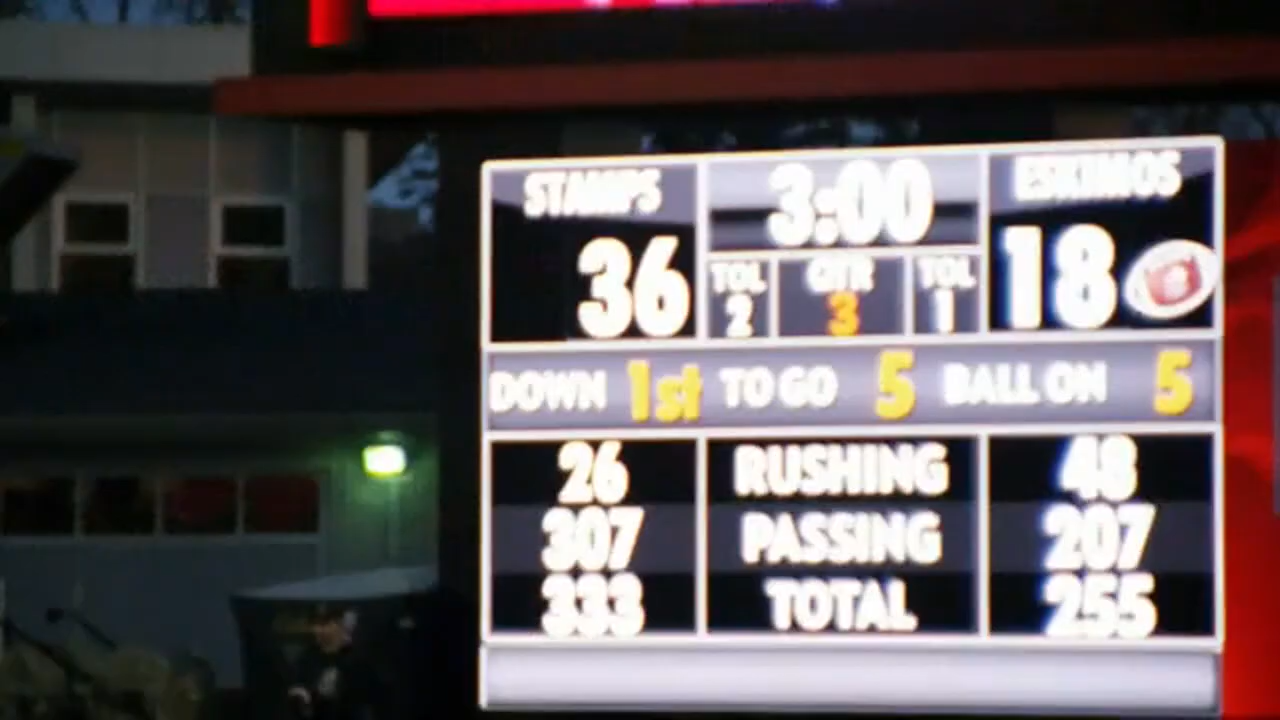 STAMPS 3:00 ESKIMOS
36 TOL 2 QTR 3 TOL 1 18
DOWN 1st TO GO 5 BALL ON 5
26 RUSHING 48
307 PASSING 207
333 TOTAL 255